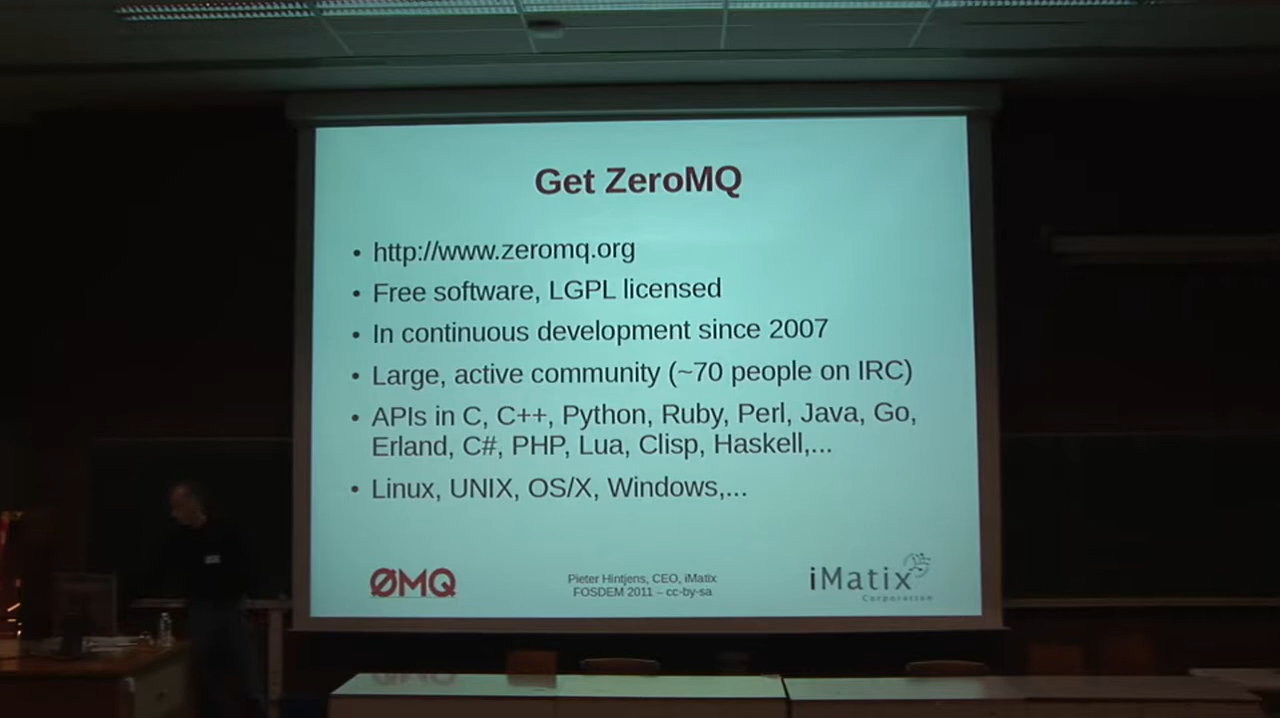 Get ZeroMQ
• http://www.zeromq.org
• Free software, LGPL licensed
• In continuous development since 2007
• Large, active community (~70 people on IRC)
• APIs in C, C++, Python, Ruby, Perl, Java, Go,
Erland, C#, PHP, Lua, Clisp, Haskell,...
• Linux, UNIX, OS/X, Windows,...
ØMQ
Pieter Hintjens, CEO, iMatix
FOSDEM 2011 – cc-by-sa
iMatix
Corporation